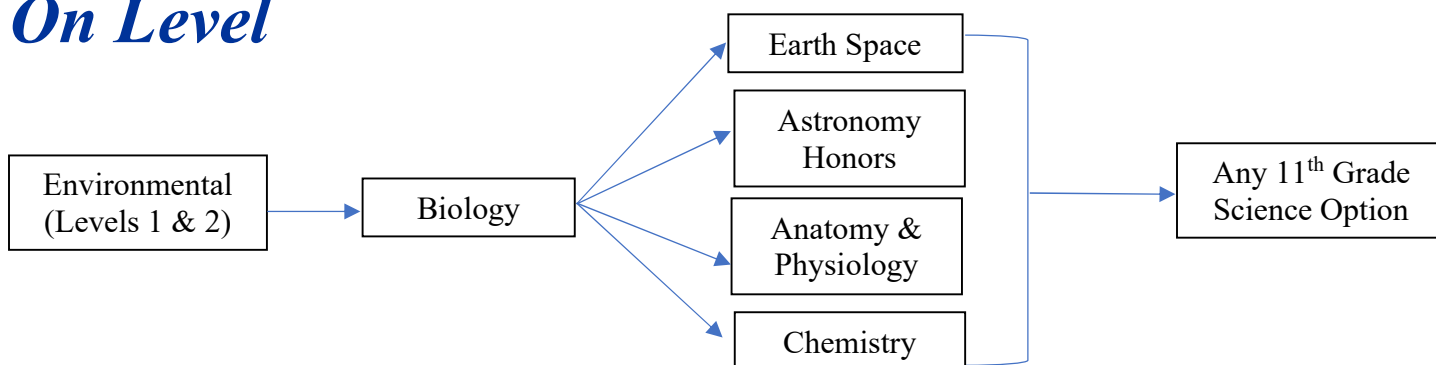 On Level
Environmental
(Levels 1 & 2)
Biology
Earth Space
Astronomy
Honors
Anatomy &
Physiology
Chemistry
Any 11th Grade
Science Option